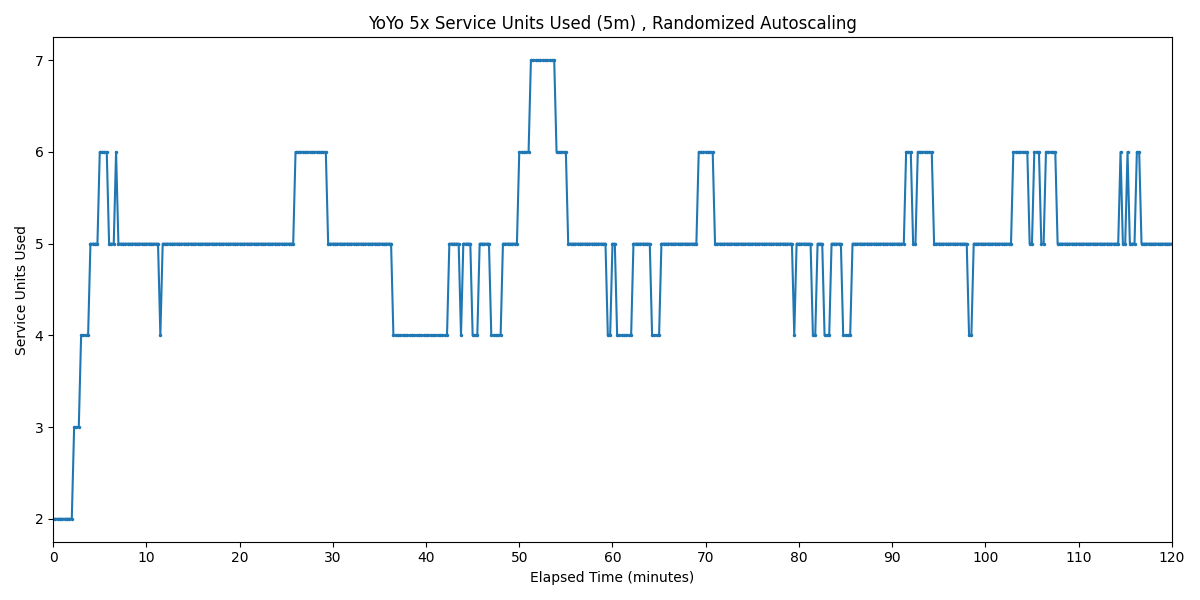 YoYo 5x Service Units Used (5m) , Randomized Autoscaling
Service Units Used
7
6
5
4
3
2
0 10 20 30 40 50 60 70 80 90 100 110 120
Elapsed Time (minutes)